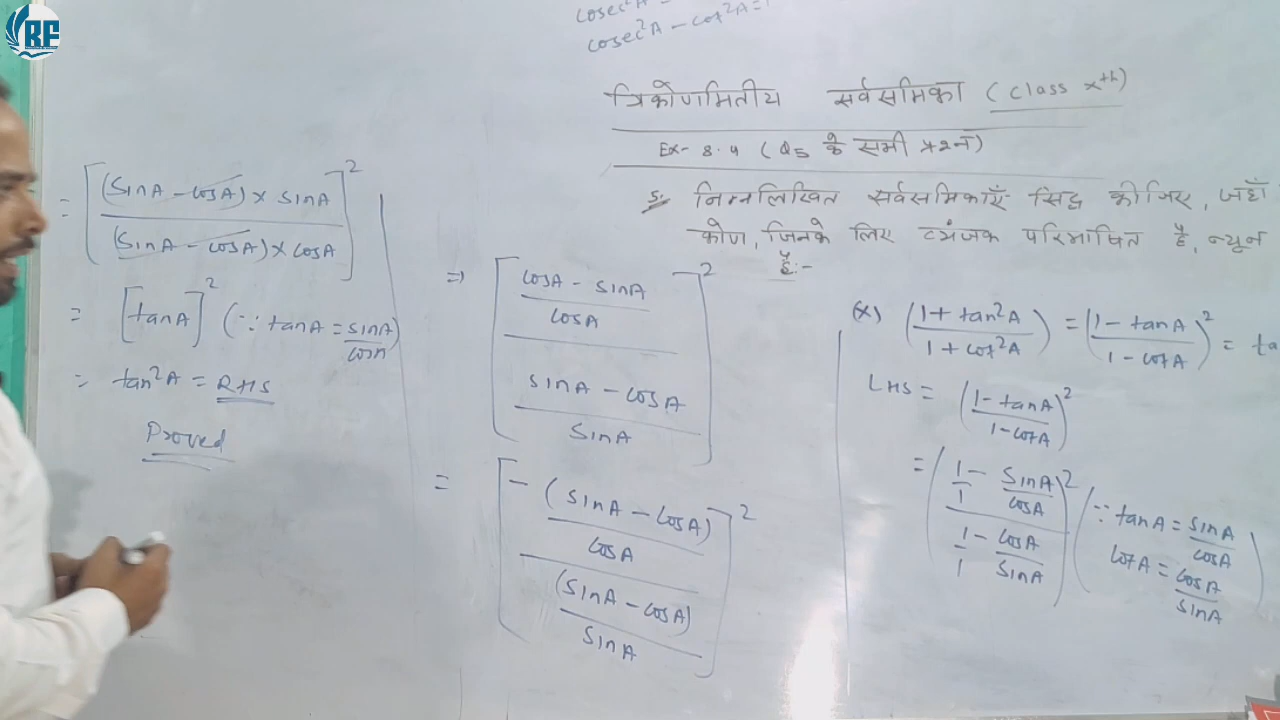 RF
cosec²A - cot²A = 1
त्रिकोणमितीय सर्वसमिका (Class Xth)
Ex- 8.4 (Q5 के सभी प्रश्न)
5. निम्नलिखित सर्वसमिकाएँ सिद्ध कीजिए, जहाँ
कोण, जिनके लिए व्यंजक परिभाषित है, न्यून
है:-
(X) ((1 + tan²A)/(1 + cot²A)) = ((1 - tanA)/(1 - cotA))² = ta
LHS = ((1 - tanA)/(1 - cotA))²
= ((1/1 - sinA/cosA)/(1/1 - cosA/sinA))² (∵ tanA = sinA/cosA
cotA = cosA/sinA)
=> [((cosA - sinA)/cosA)/((sinA - cosA)/sinA)]²
= [(-(sinA - cosA)/cosA)/((sinA - cosA)/sinA)]²
= [((sinA - cosA) × sinA)/((sinA - cosA) × cosA)]²
= [tanA]² (∵ tanA = sinA/cosA)
= tan²A = RHS
Proved